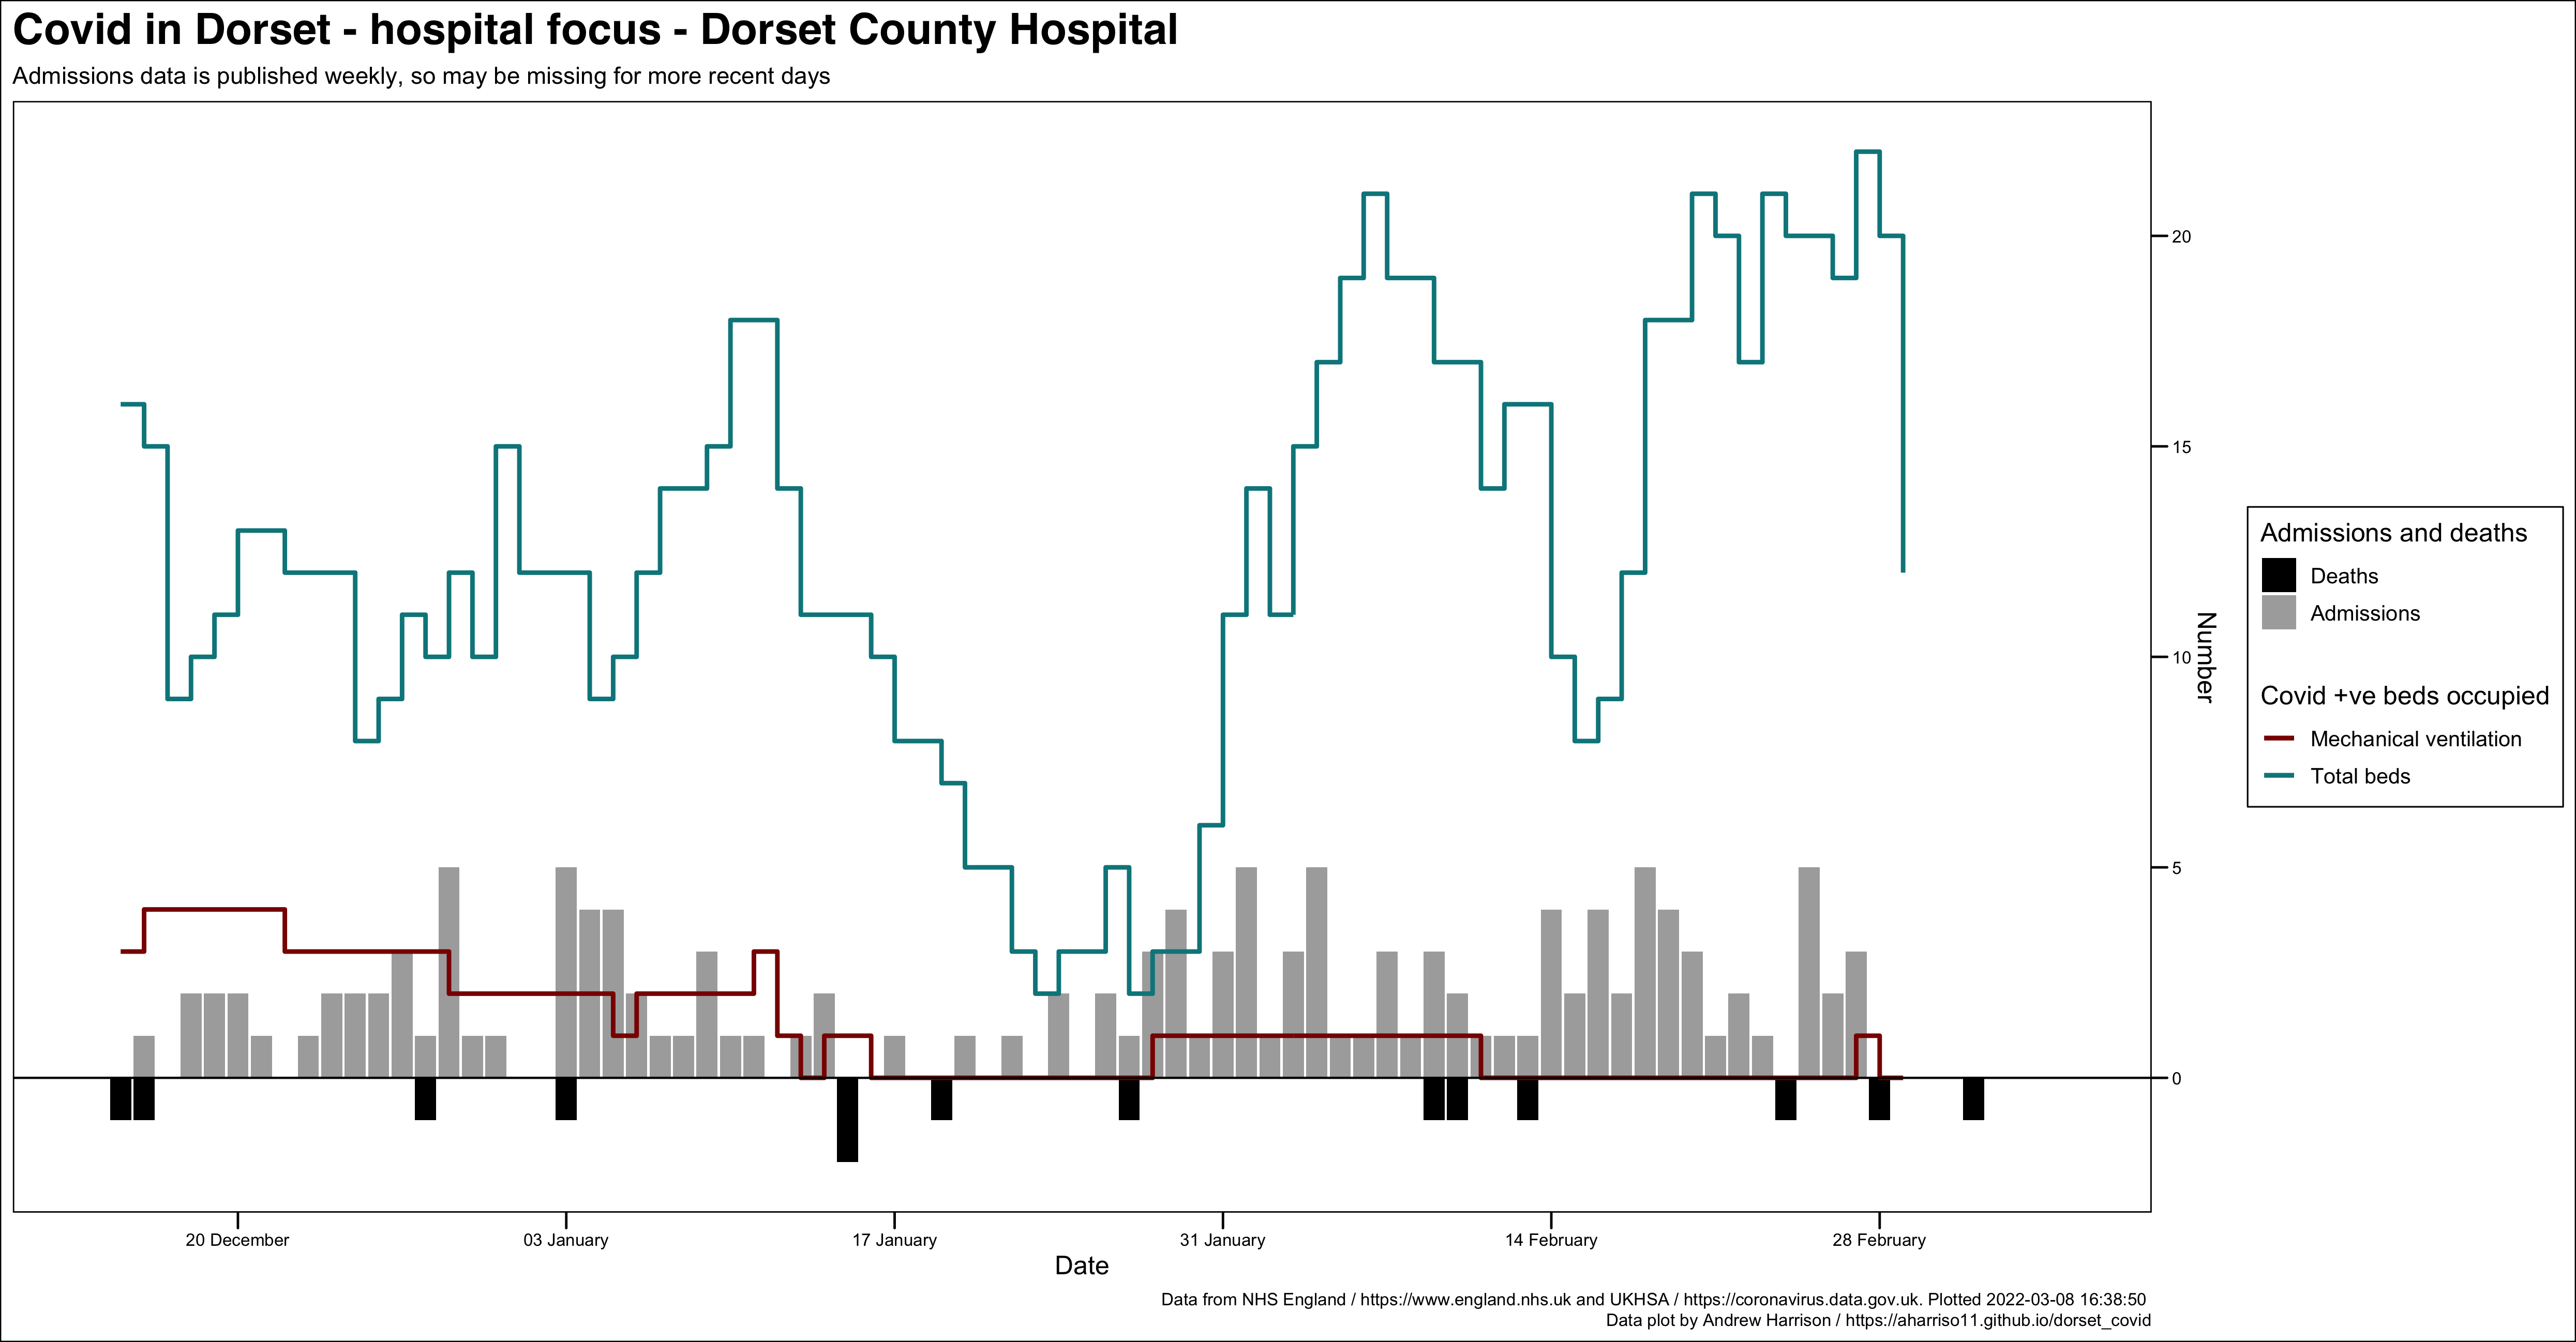 Covid in Dorset - hospital focus - Dorset County Hospital
Admissions data is published weekly, so may be missing for more recent days
20
15
10
5
0
Number
Admissions and deaths
Deaths
Admissions
Covid +ve beds occupied
Mechanical ventilation
Total beds
20 December
03 January
17 January
31 January
14 February
28 February
Date
Data from NHS England / https://www.england.nhs.uk and UKHSA / https://coronavirus.data.gov.uk. Plotted 2022-03-08 16:38:50
Data plot by Andrew Harrison / https://aharriso11.github.io/dorset_covid